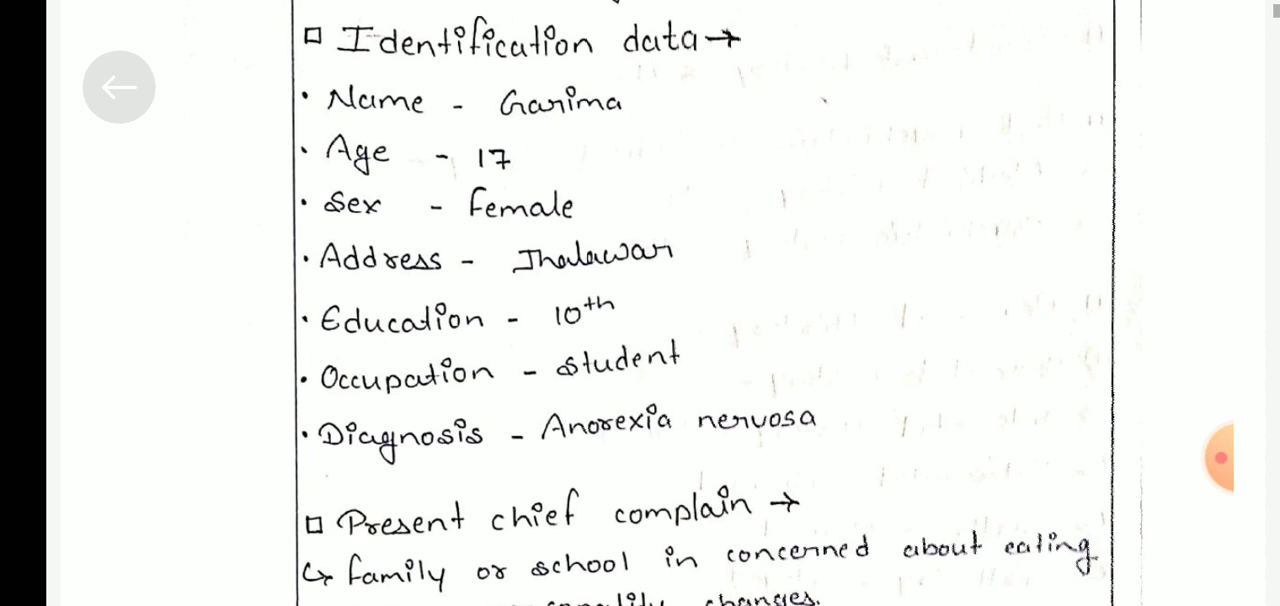 □ Identification data →
• Name - Garima
• Age - 17
• Sex - female
• Address - Jhalawar
• Education - 10th
• Occupation - student
• Diagnosis - Anorexia nervosa
□ Present chief complain →
↳ family or school in concerned about eating
changes.